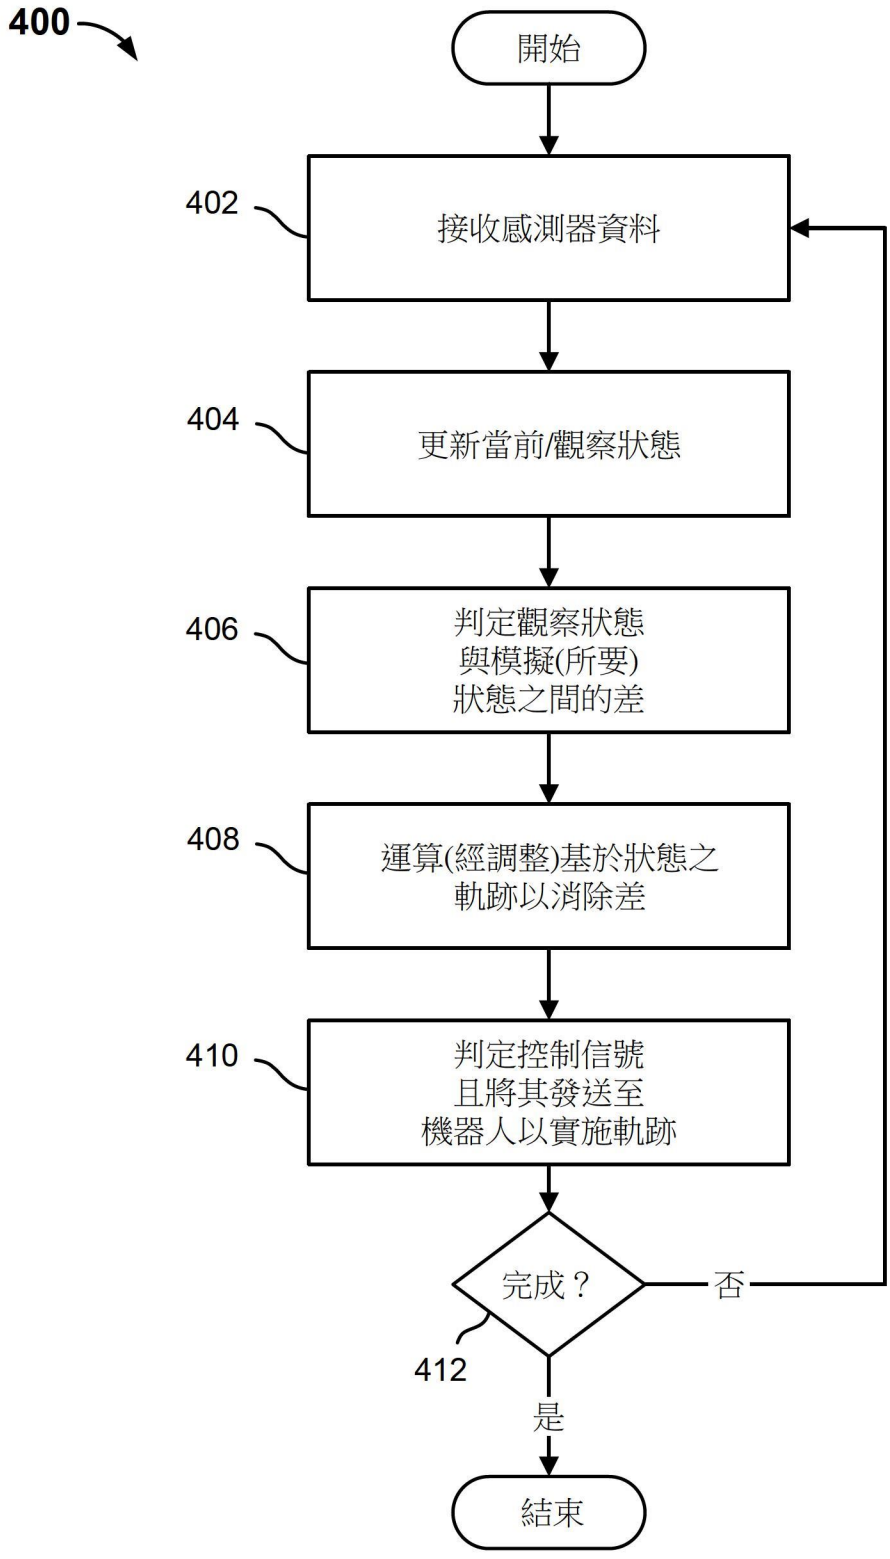 400
開始
402
接收感測器資料
404
更新當前/觀察狀態
406
判定觀察狀態
與模擬(所要)
狀態之間的差
408
運算(經調整)基於狀態之
軌跡以消除差
410
判定控制信號
且將其發送至
機器人以實施軌跡
完成？
否
412
是
結束